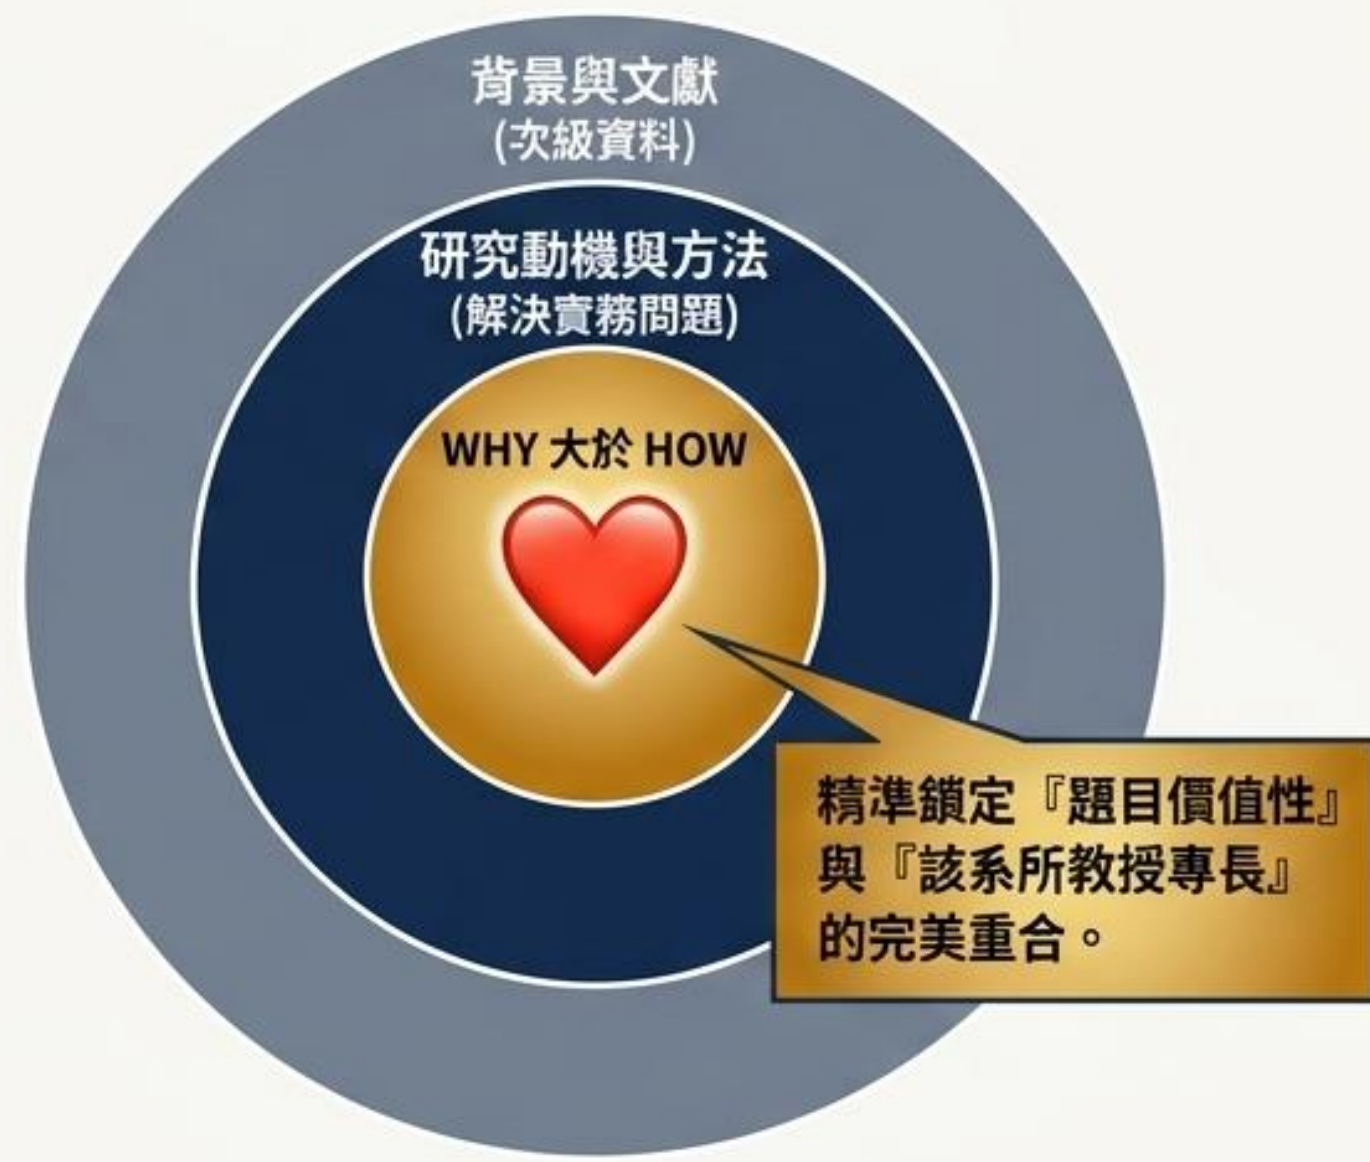 背景與文獻
(次級資料)
研究動機與方法
(解決實務問題)
WHY 大於 HOW
精準鎖定『題目價值性』
與『該系所教授專長』
的完美重合。